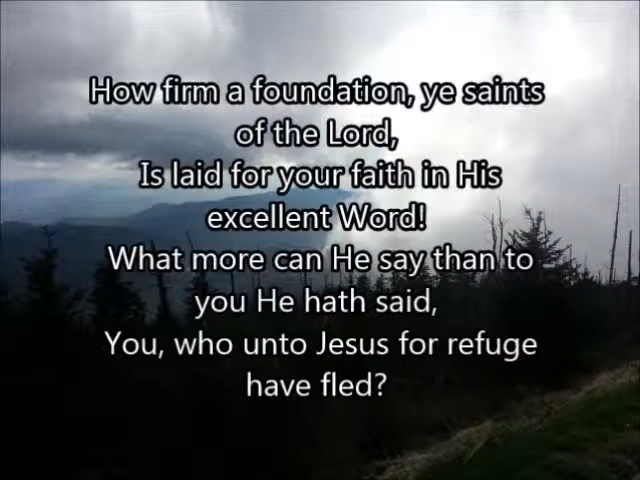 How firm a foundation, ye saints
of the Lord,
Is laid for your faith in His
excellent Word!
What more can He say than to
you He hath said,
You, who unto Jesus for refuge
have fled?